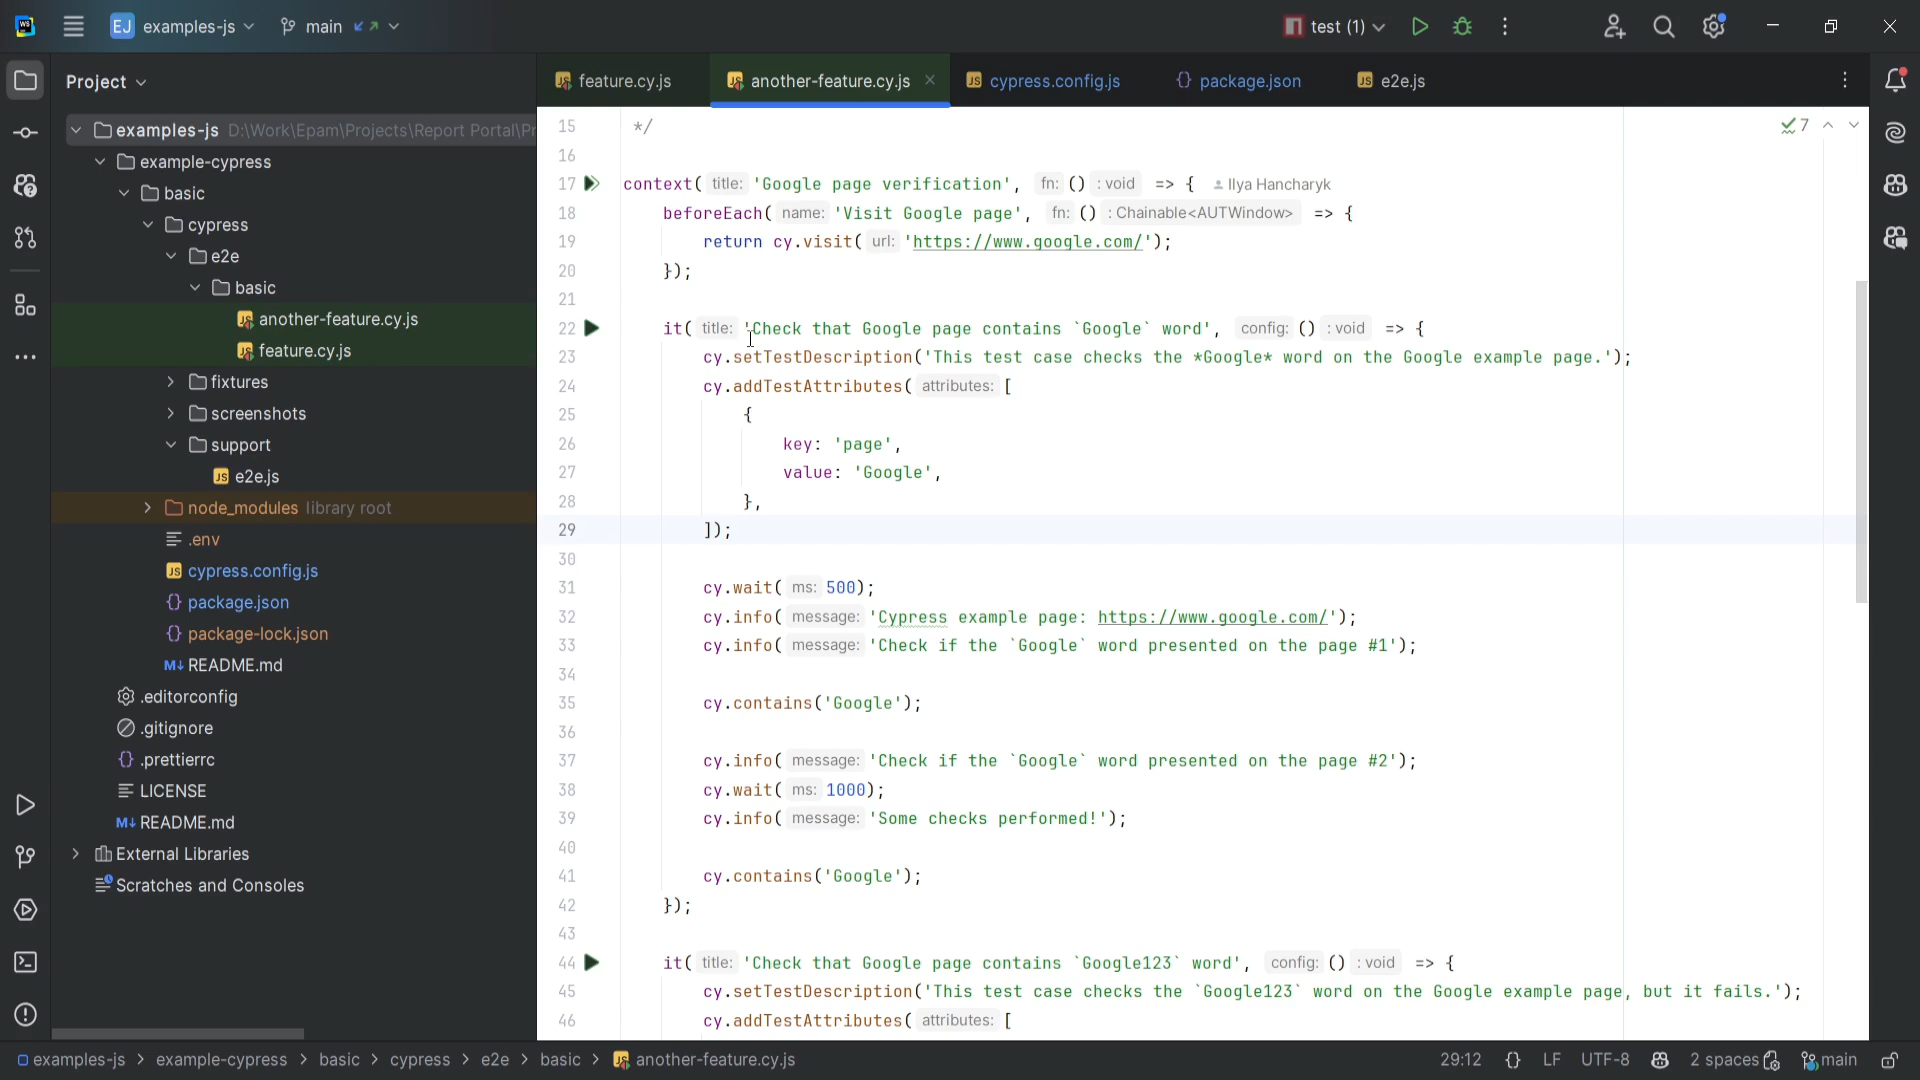 EJ examples-js main test (1)
Project
feature.cy.js another-feature.cy.js cypress.config.js package.json e2e.js
examples-js D:\Work\Epam\Projects\Report Portal\Pr
example-cypress
basic
cypress
e2e
basic
another-feature.cy.js
feature.cy.js
fixtures
screenshots
support
e2e.js
node_modules library root
.env
cypress.config.js
package.json
package-lock.json
README.md
.editorconfig
.gitignore
.prettierrc
LICENSE
README.md
External Libraries
Scratches and Consoles
7
15 */
16
17 context( title: 'Google page verification', fn: () : void => { Ilya Hancharyk
18 beforeEach( name: 'Visit Google page', fn: () : Chainable<AUTWindow> => {
19 return cy.visit( url: 'https://www.google.com/');
20 });
21
22 it( title: 'Check that Google page contains `Google` word', config: () : void => {
23 cy.setTestDescription('This test case checks the *Google* word on the Google example page.');
24 cy.addTestAttributes( attributes: [
25 {
26 key: 'page',
27 value: 'Google',
28 },
29 ]);
30
31 cy.wait( ms: 500);
32 cy.info( message: 'Cypress example page: https://www.google.com/');
33 cy.info( message: 'Check if the `Google` word presented on the page #1');
34
35 cy.contains('Google');
36
37 cy.info( message: 'Check if the `Google` word presented on the page #2');
38 cy.wait( ms: 1000);
39 cy.info( message: 'Some checks performed!');
40
41 cy.contains('Google');
42 });
43
44 it( title: 'Check that Google page contains `Google123` word', config: () : void => {
45 cy.setTestDescription('This test case checks the `Google123` word on the Google example page, but it fails.');
46 cy.addTestAttributes( attributes: [
examples-js > example-cypress > basic > cypress > e2e > basic > another-feature.cy.js 29:12 {} LF UTF-8 2 spaces main